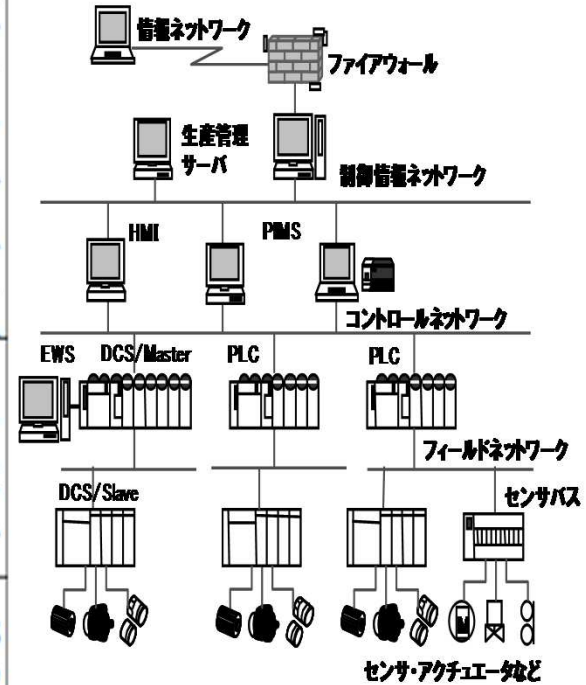 情報ネットワーク
ファイアウォール
生産管理
サーバ
制御情報ネットワーク
HMI
PIMS
コントロールネットワーク
EWS
DCS/Master
PLC
PLC
フィールドネットワーク
DCS/Slave
センサバス
M
センサ・アクチュエータなど